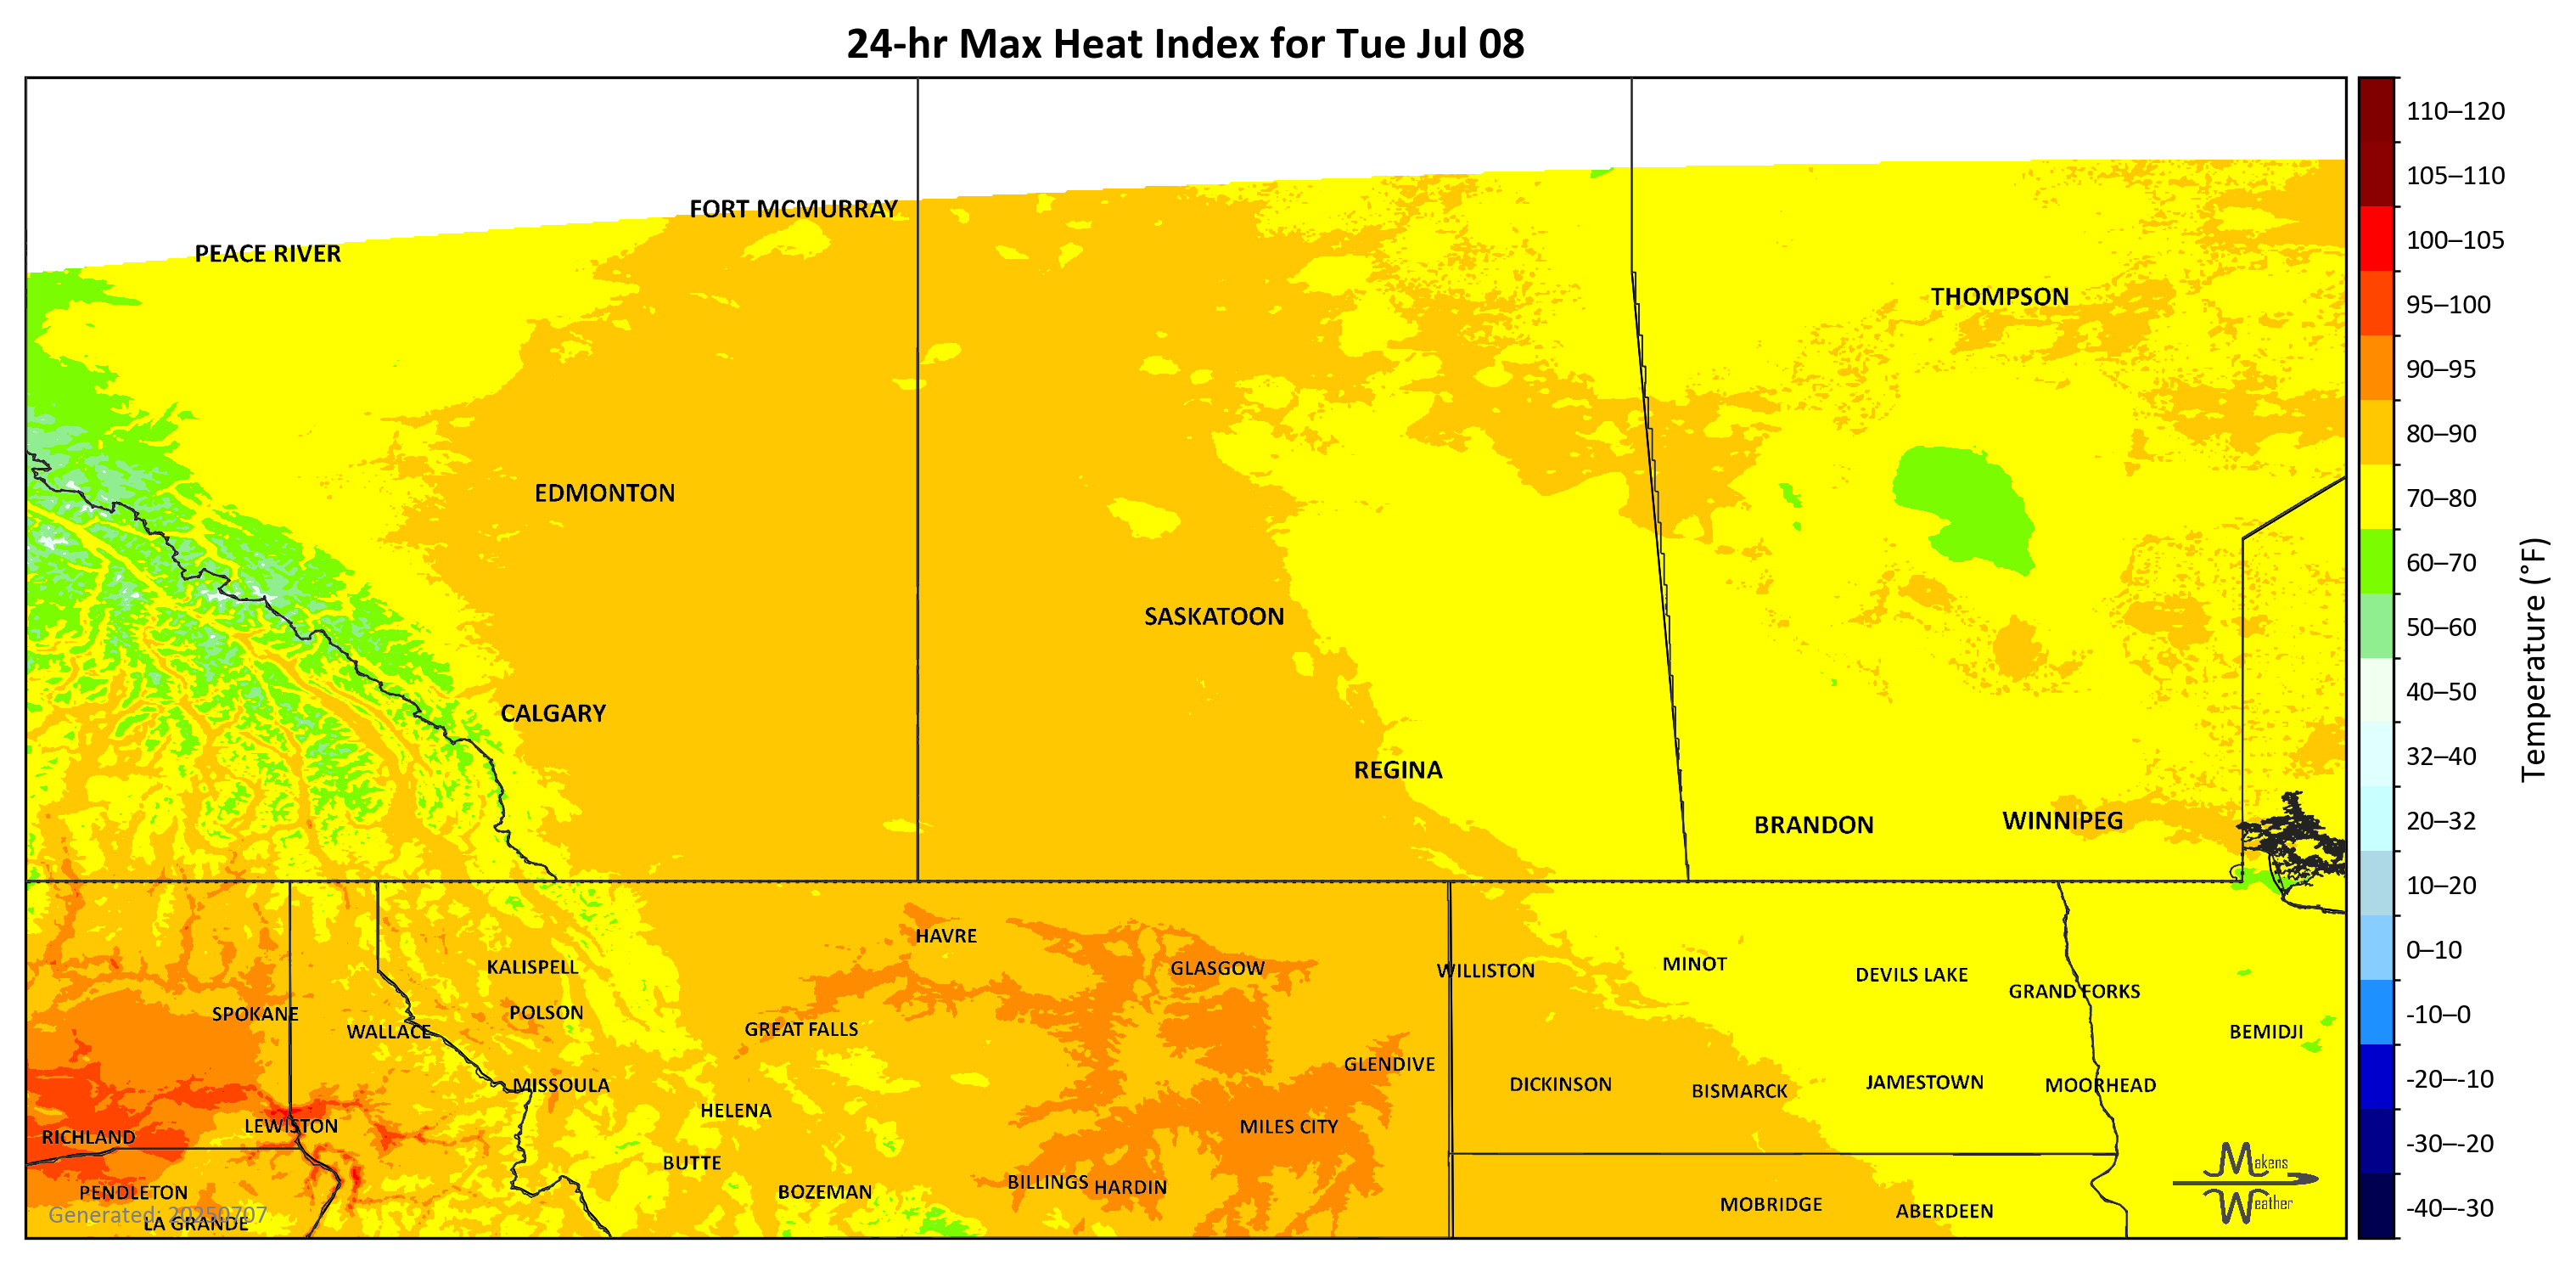 24-hr Max Heat Index for Tue Jul 08
FORT MCMURRAY
PEACE RIVER
THOMPSON
EDMONTON
SASKATOON
CALGARY
REGINA
BRANDON
WINNIPEG
HAVRE
KALISPELL
GLASGOW
WILLISTON
MINOT
DEVILS LAKE
GRAND FORKS
SPOKANE
POLSON
WALLACE
GREAT FALLS
BEMIDJI
GLENDIVE
MISSOULA
DICKINSON
BISMARCK
JAMESTOWN
MOORHEAD
HELENA
LEWISTON
MILES CITY
RICHLAND
BUTTE
PENDLETON
BOZEMAN
BILLINGS
HARDIN
MOBRIDGE
ABERDEEN
LA GRANDE
Generated: 20250707
Makens
Weather
110–120
105–110
100–105
95–100
90–95
80–90
70–80
60–70
50–60
40–50
32–40
20–32
10–20
0–10
-10–0
-20–-10
-30–-20
-40–-30
Temperature (°F)